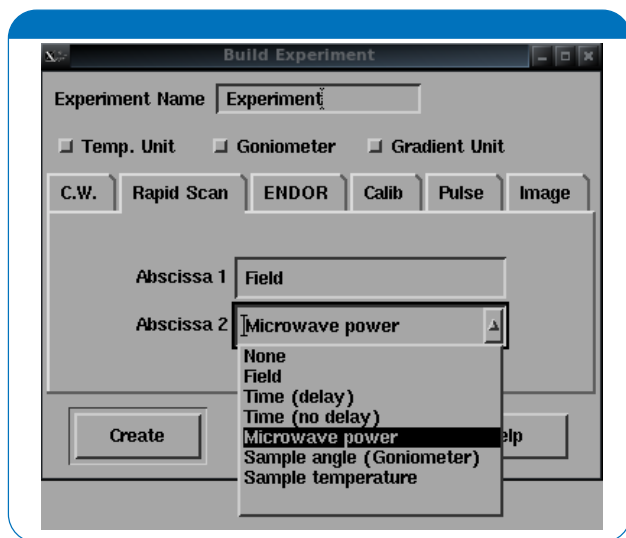 Build Experiment
Experiment Name Experiment
Temp. Unit Goniometer Gradient Unit
C.W. Rapid Scan ENDOR Calib Pulse Image
Abscissa 1 Field
Abscissa 2 Microwave power
None
Field
Time (delay)
Time (no delay)
Microwave power
Create
Sample angle (Goniometer)
Sample temperature